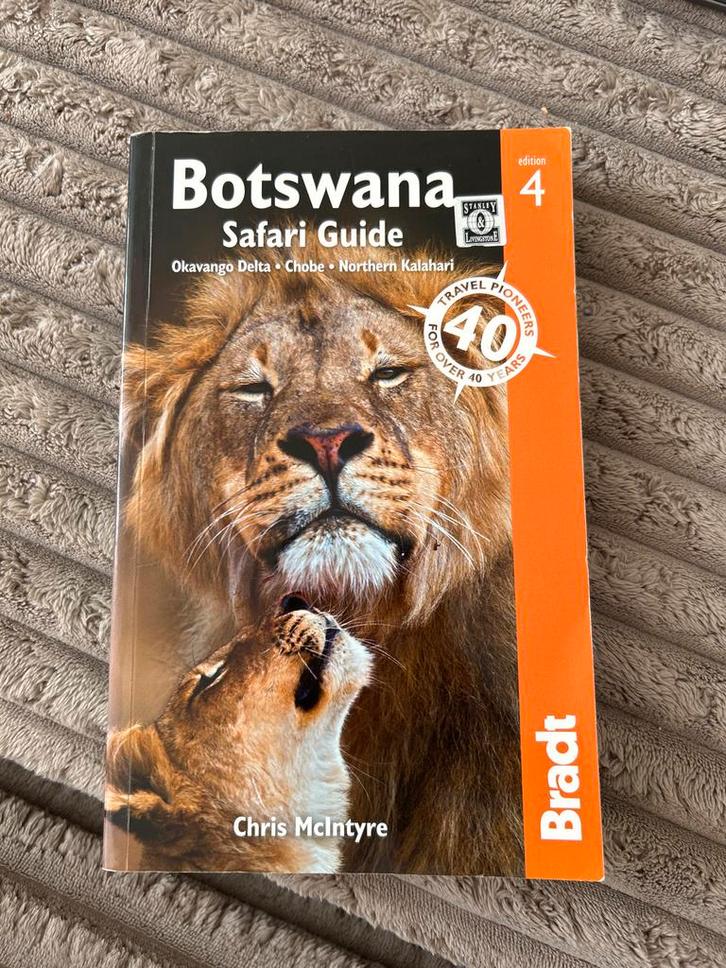 Botswana
Safari Guide
Okavango Delta • Chobe • Northern Kalahari
edition
4
STANLEY
&
LIVINGSTONE
TRAVEL PIONEERS
40
FOR OVER 40 YEARS
Chris McIntyre
Bradt